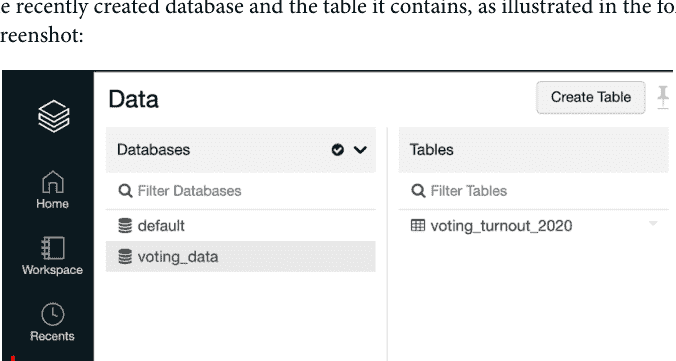 e recently created database and the table it contains, as illustrated in the fo
reenshot:
Data
Create Table
Databases
Tables
Filter Databases
Filter Tables
default
voting_turnout_2020
voting_data
Home
Workspace
Recents